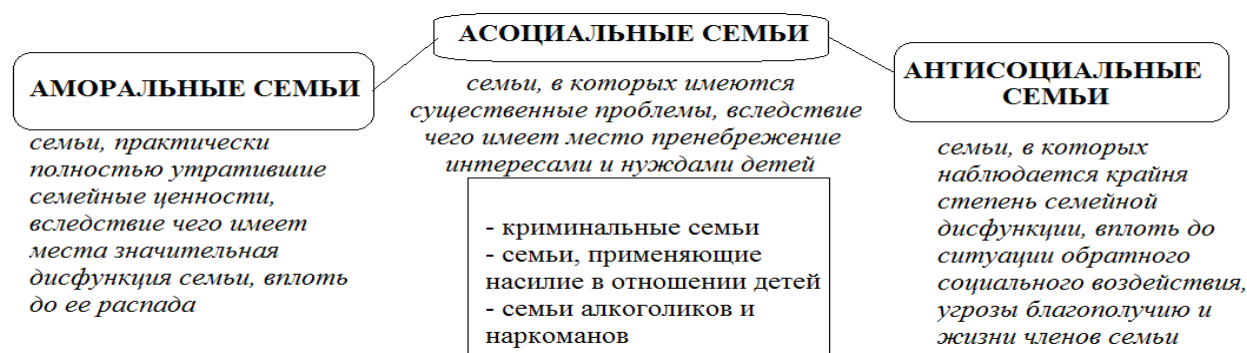 АМОРАЛЬНЫЕ СЕМЬИ
семьи, практически
полностью утратившие
семейные ценности,
вследствие чего имеет
места значительная
дисфункция семьи, вплоть
до ее распада
АСОЦИАЛЬНЫЕ СЕМЬИ
семьи, в которых имеются
существенные проблемы, вследствие
чего имеет место пренебрежение
интересами и нуждами детей
- криминальные семьи
- семьи, применяющие
насилие в отношении детей
- семьи алкоголиков и
наркоманов
АНТИСОЦИАЛЬНЫЕ
СЕМЬИ
семьи, в которых
наблюдается крайня
степень семейной
дисфункции, вплоть до
ситуации обратного
социального воздействия,
угрозы благополучию и
жизни членов семьи